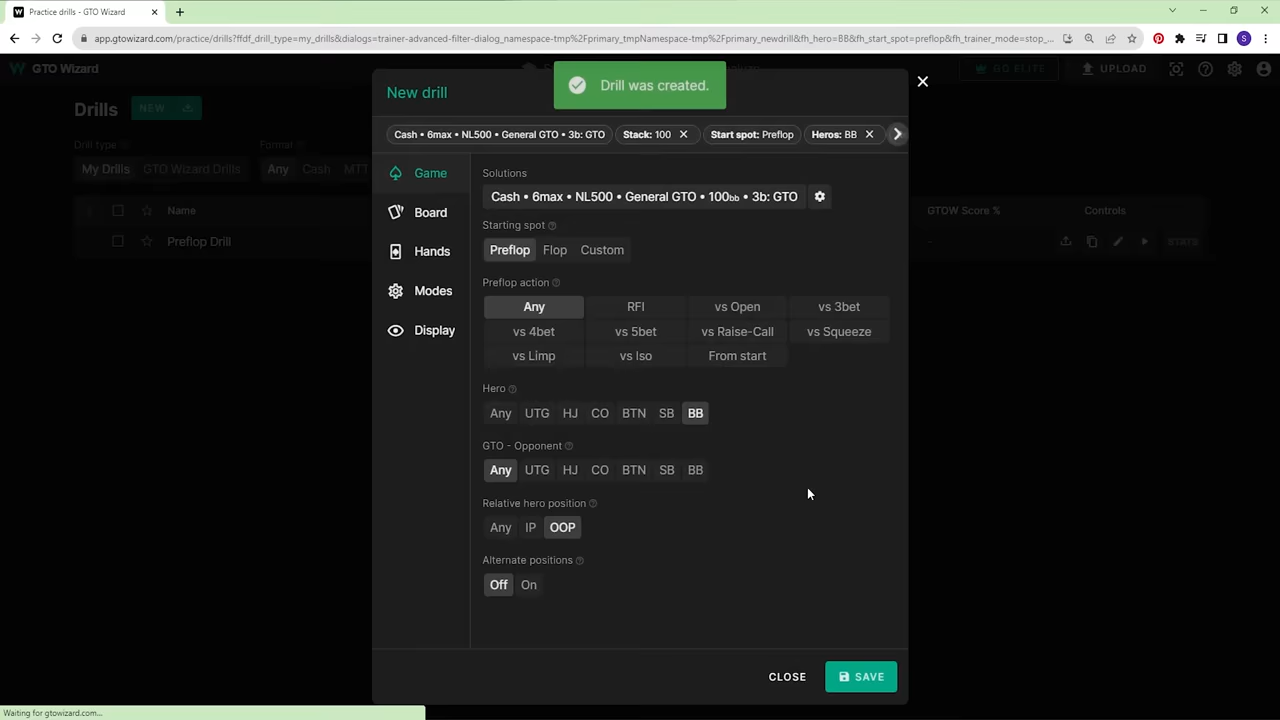 Practice drills - GTO Wizard
app.gtowizard.com/practice/drills?ffdf_drill_type=my_drills&dialogs=trainer-advanced-filter-dialog_namespace-tmp%2Fprimary_tmpNamespace-tmp%2Fprimary_newdrill&fh_hero=BB&fh_start_spot=preflop&fh_trainer_mode=stop_...
S
GTO Wizard
GO ELITE
UPLOAD
Drills
NEW
Drill type
Format
My Drills GTO Wizard Drills
Any Cash MTT
Name
GTOW Score %
Controls
Preflop Drill
–
STATS
Drill was created.
New drill
Cash • 6max • NL500 • General GTO • 3b: GTO
Stack: 100
Start spot: Preflop
Heros: BB
Game
Board
Hands
Modes
Display
Solutions
Cash • 6max • NL500 • General GTO • 100bb • 3b: GTO
Starting spot
Preflop Flop Custom
Preflop action
Any RFI vs Open vs 3bet
vs 4bet vs 5bet vs Raise-Call vs Squeeze
vs Limp vs Iso From start
Hero
Any UTG HJ CO BTN SB BB
GTO - Opponent
Any UTG HJ CO BTN SB BB
Relative hero position
Any IP OOP
Alternate positions
Off On
CLOSE
SAVE
Waiting for gtowizard.com...